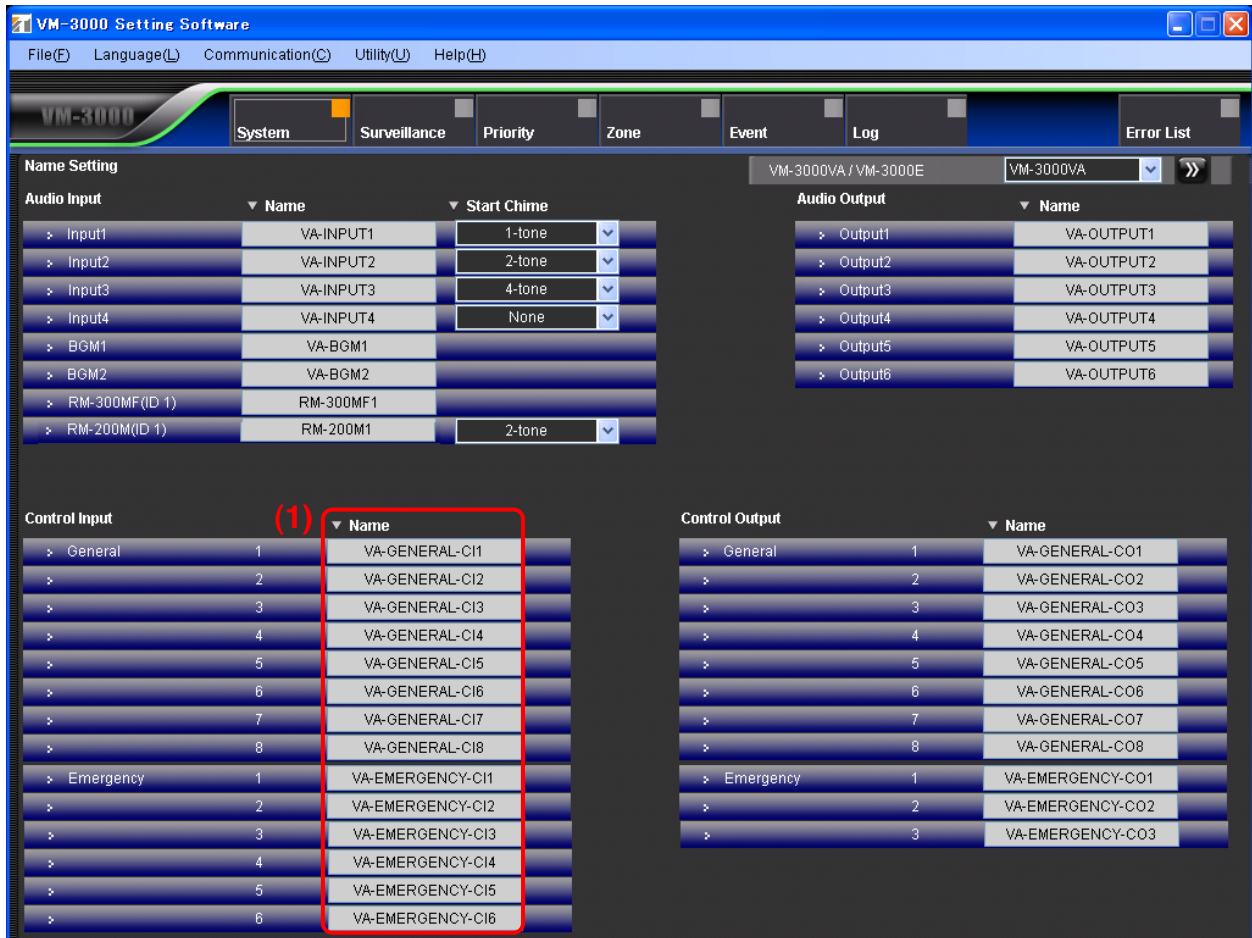 VM-3000 Setting Software
File(F) Language(L) Communication(C) Utility(U) Help(H)
VM-3000
System Surveillance Priority Zone Event Log Error List
Name Setting VM-3000VA / VM-3000E VM-3000VA
Audio Input Name Start Chime Audio Output Name
Input1 VA-INPUT1 1-tone Output1 VA-OUTPUT1
Input2 VA-INPUT2 2-tone Output2 VA-OUTPUT2
Input3 VA-INPUT3 4-tone Output3 VA-OUTPUT3
Input4 VA-INPUT4 None Output4 VA-OUTPUT4
BGM1 VA-BGM1 Output5 VA-OUTPUT5
BGM2 VA-BGM2 Output6 VA-OUTPUT6
RM-300MF(ID 1) RM-300MF1
RM-200M(ID 1) RM-200M1 2-tone
Control Input (1) Name Control Output Name
General 1 VA-GENERAL-CI1 General 1 VA-GENERAL-CO1
2 VA-GENERAL-CI2 2 VA-GENERAL-CO2
3 VA-GENERAL-CI3 3 VA-GENERAL-CO3
4 VA-GENERAL-CI4 4 VA-GENERAL-CO4
5 VA-GENERAL-CI5 5 VA-GENERAL-CO5
6 VA-GENERAL-CI6 6 VA-GENERAL-CO6
7 VA-GENERAL-CI7 7 VA-GENERAL-CO7
8 VA-GENERAL-CI8 8 VA-GENERAL-CO8
Emergency 1 VA-EMERGENCY-CI1 Emergency 1 VA-EMERGENCY-CO1
2 VA-EMERGENCY-CI2 2 VA-EMERGENCY-CO2
3 VA-EMERGENCY-CI3 3 VA-EMERGENCY-CO3
4 VA-EMERGENCY-CI4
5 VA-EMERGENCY-CI5
6 VA-EMERGENCY-CI6